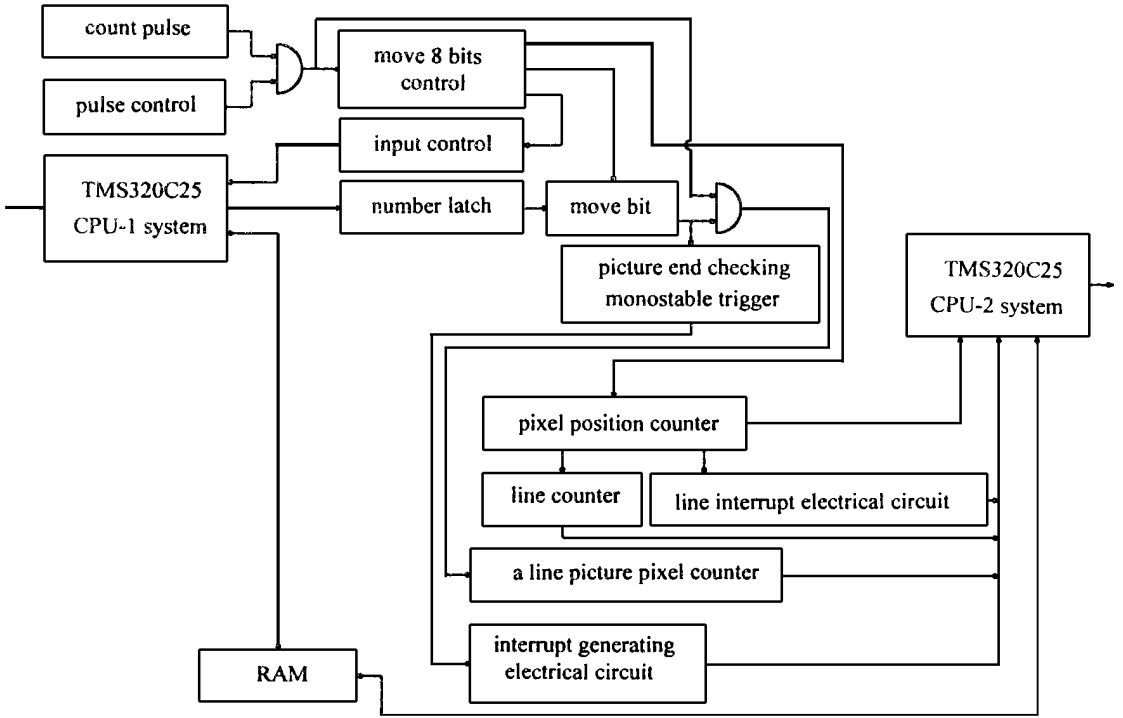 count pulse
pulse control
move 8 bits
control
input control
TMS320C25
CPU-1 system
number latch
move bit
picture end checking
monostable trigger
TMS320C25
CPU-2 system
pixel position counter
line counter
line interrupt electrical circuit
a line picture pixel counter
interrupt generating
electrical circuit
RAM